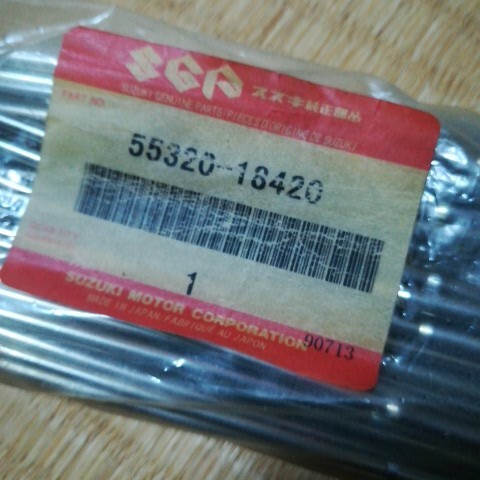 SGP スズキ純正部品
PART NO.
SUZUKI GENUINE PARTS/PIECES D'ORIGINE DE SUZUKI
55320-16420
1
SUZUKI MOTOR CORPORATION
MADE IN JAPAN, FABRIQUE AU JAPON
90713